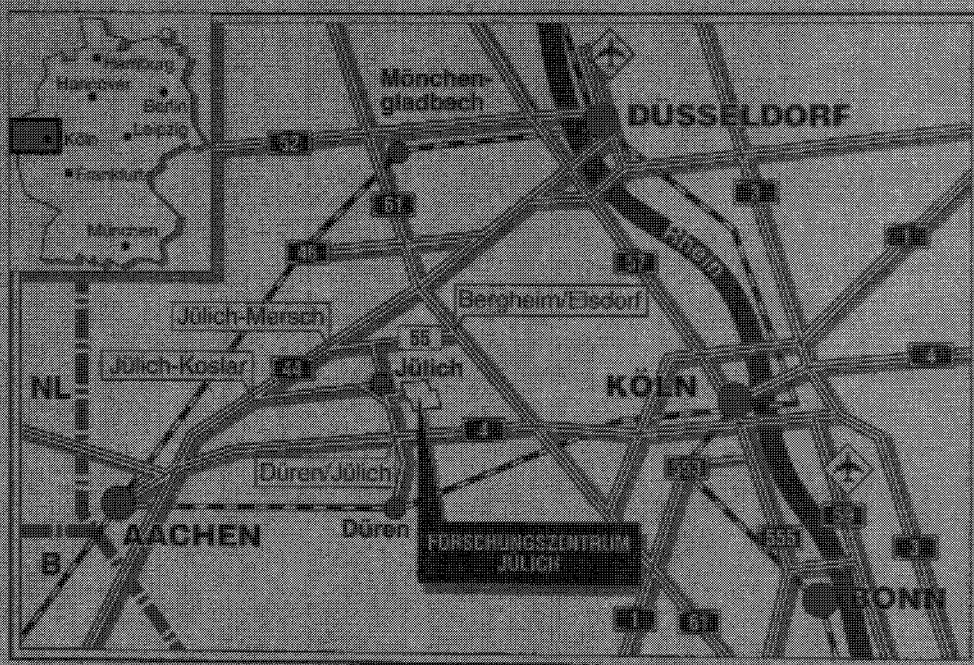 Hamburg
Hannover
Berlin
Köln
Leipzig
Frankfurt
München
Mönchen-
gladbach
DÜSSELDORF
52
61
3
46
57
Rhein
1
Bergheim/Elsdorf
Jülich-Mersch
55
4
Jülich-Koslar
44
Jülich
NL
KÖLN
4
Düren/Jülich
553
AACHEN
Düren
59
555
3
B
FORSCHUNGSZENTRUM
JÜLICH
BONN
1
61